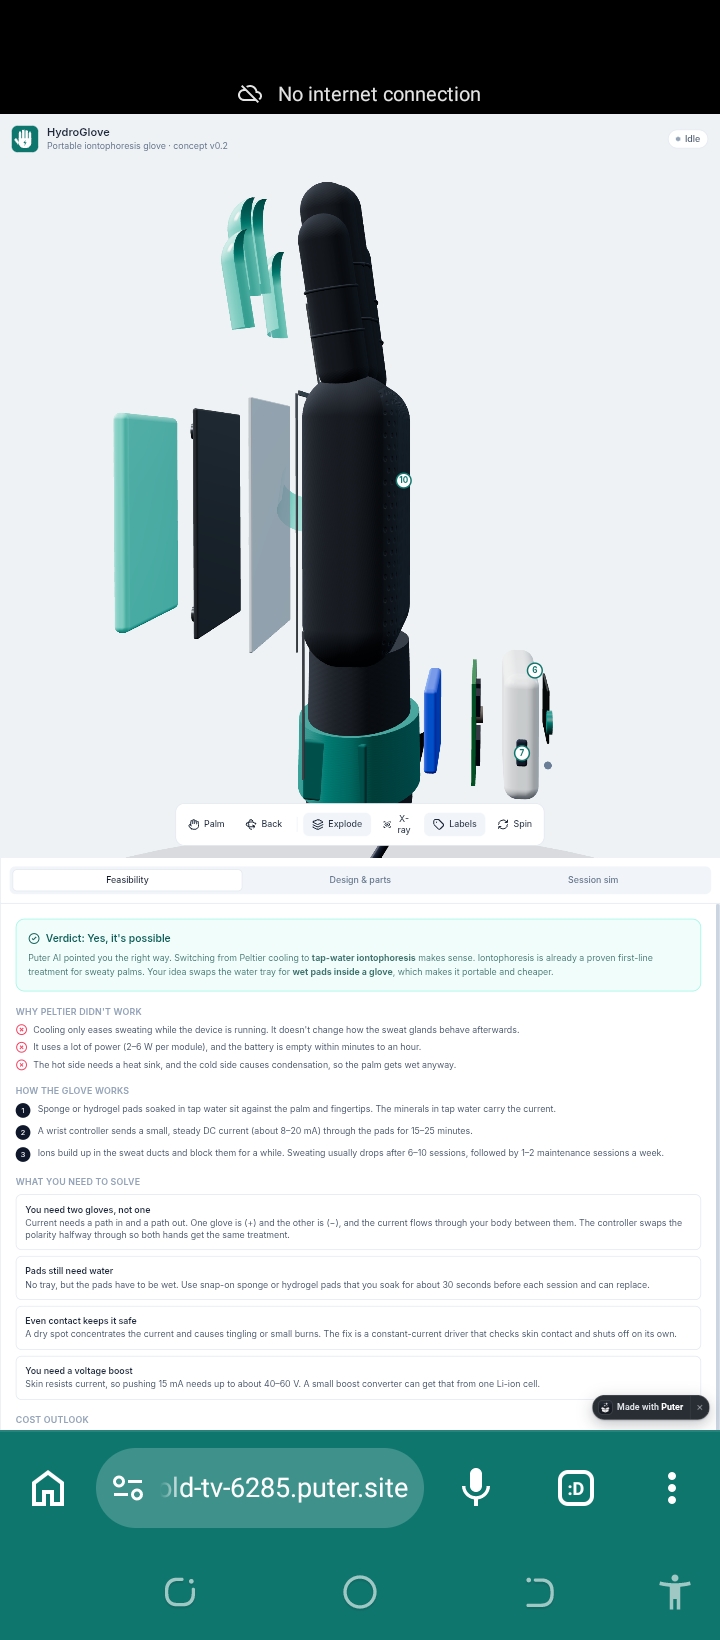 No internet connection
HydroGlove
Portable iontophoresis glove · concept v0.2
Idle
10
6
7
Palm
Back
Explode
X-
ray
Labels
Spin
Feasibility
Design & parts
Session sim
Verdict: Yes, it's possible
Puter AI pointed you the right way. Switching from Peltier cooling to tap-water iontophoresis makes sense. Iontophoresis is already a proven first-line
treatment for sweaty palms. Your idea swaps the water tray for wet pads inside a glove, which makes it portable and cheaper.
WHY PELTIER DIDN'T WORK
Cooling only eases sweating while the device is running. It doesn't change how the sweat glands behave afterwards.
It uses a lot of power (2–6 W per module), and the battery is empty within minutes to an hour.
The hot side needs a heat sink, and the cold side causes condensation, so the palm gets wet anyway.
HOW THE GLOVE WORKS
1 Sponge or hydrogel pads soaked in tap water sit against the palm and fingertips. The minerals in tap water carry the current.
2 A wrist controller sends a small, steady DC current (about 8–20 mA) through the pads for 15–25 minutes.
3 Ions build up in the sweat ducts and block them for a while. Sweating usually drops after 6–10 sessions, followed by 1–2 maintenance sessions a week.
WHAT YOU NEED TO SOLVE
You need two gloves, not one
Current needs a path in and a path out. One glove is (+) and the other is (−), and the current flows through your body between them. The controller swaps the
polarity halfway through so both hands get the same treatment.
Pads still need water
No tray, but the pads have to be wet. Use snap-on sponge or hydrogel pads that you soak for about 30 seconds before each session and can replace.
Even contact keeps it safe
A dry spot concentrates the current and causes tingling or small burns. The fix is a constant-current driver that checks skin contact and shuts off on its own.
You need a voltage boost
Skin resists current, so pushing 15 mA needs up to about 40–60 V. A small boost converter can get that from one Li-ion cell.
Made with Puter ×
COST OUTLOOK
old-tv-6285.puter.site
:D